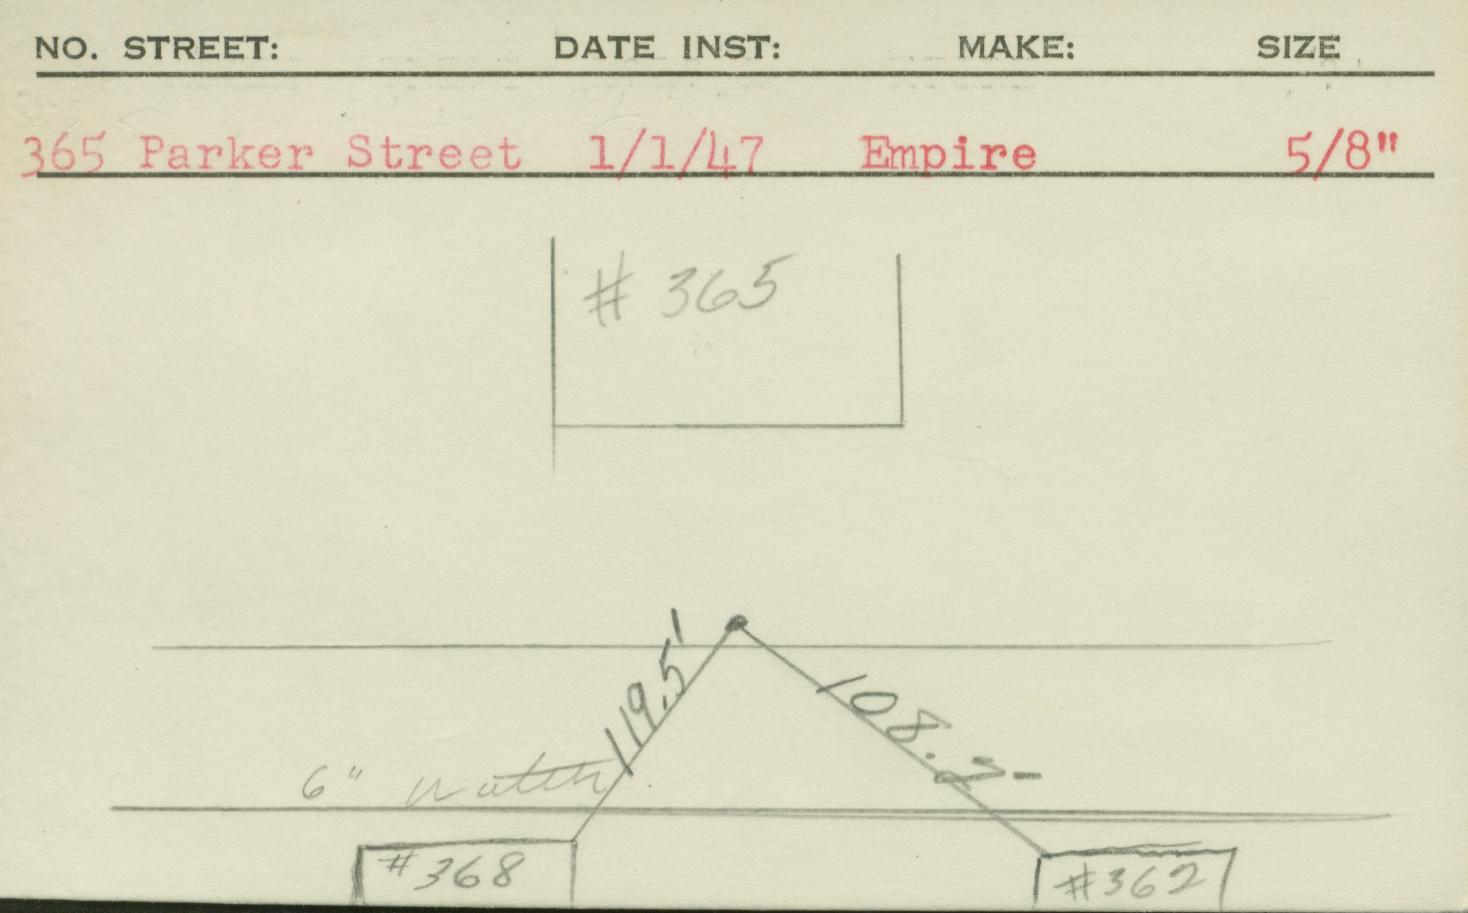 NO. STREET: DATE INST: MAKE: SIZE
365 Parker Street 1/1/47 Empire 5/8"
# 365
119.5'
108.2'
6" water
#368
#362